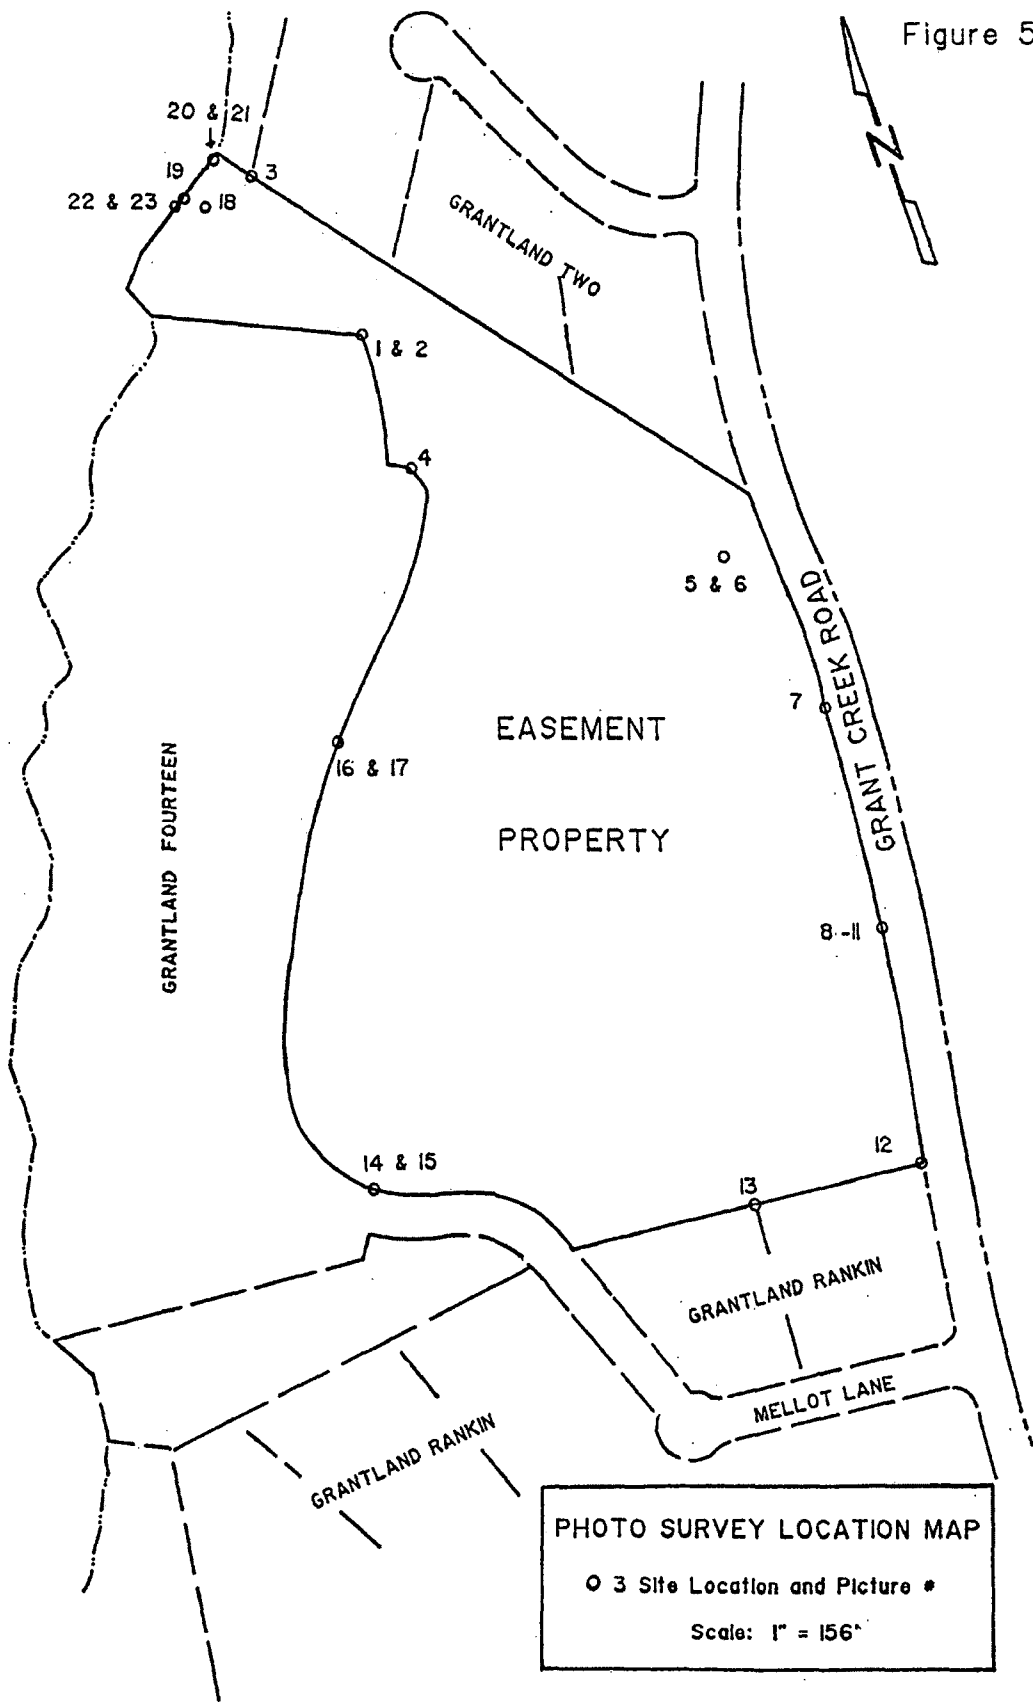 Figure 5
20 & 21
19
3
22 & 23
18
GRANTLAND TWO
1 & 2
4
5 & 6
GRANT CREEK ROAD
7
EASEMENT
PROPERTY
16 & 17
GRANTLAND FOURTEEN
8-11
12
14 & 15
13
GRANTLAND RANKIN
MELLOT LANE
GRANTLAND RANKIN
PHOTO SURVEY LOCATION MAP
O 3 Site Location and Picture #
Scale: 1" = 156'
N